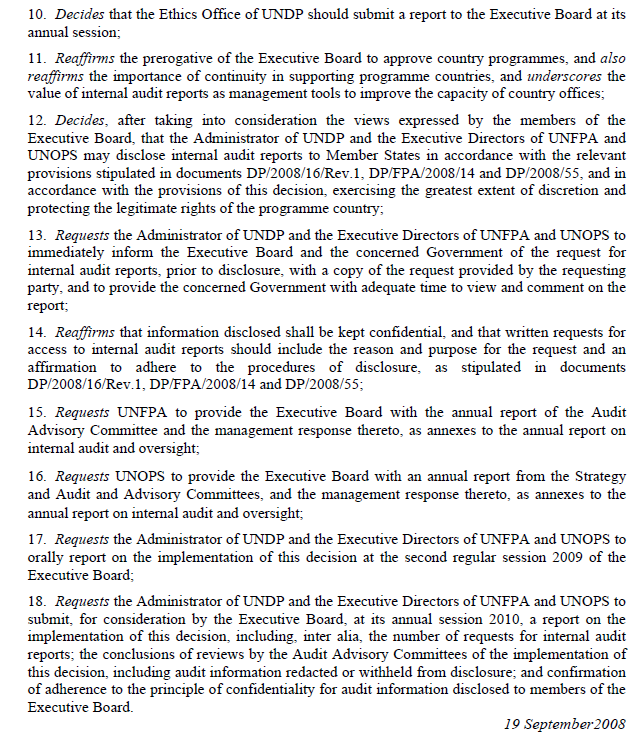 10. Decides that the Ethics Office of UNDP should submit a report to the Executive Board at its
annual session;
11. Reaffirms the prerogative of the Executive Board to approve country programmes, and also
reaffirms the importance of continuity in supporting programme countries, and underscores the
value of internal audit reports as management tools to improve the capacity of country offices;
12. Decides, after taking into consideration the views expressed by the members of the
Executive Board, that the Administrator of UNDP and the Executive Directors of UNFPA and
UNOPS may disclose internal audit reports to Member States in accordance with the relevant
provisions stipulated in documents DP/2008/16/Rev.1, DP/FPA/2008/14 and DP/2008/55, and in
accordance with the provisions of this decision, exercising the greatest extent of discretion and
protecting the legitimate rights of the programme country;
13. Requests the Administrator of UNDP and the Executive Directors of UNFPA and UNOPS to
immediately inform the Executive Board and the concerned Government of the request for
internal audit reports, prior to disclosure, with a copy of the request provided by the requesting
party, and to provide the concerned Government with adequate time to view and comment on the
report;
14. Reaffirms that information disclosed shall be kept confidential, and that written requests for
access to internal audit reports should include the reason and purpose for the request and an
affirmation to adhere to the procedures of disclosure, as stipulated in documents
DP/2008/16/Rev.1, DP/FPA/2008/14 and DP/2008/55;
15. Requests UNFPA to provide the Executive Board with the annual report of the Audit
Advisory Committee and the management response thereto, as annexes to the annual report on
internal audit and oversight;
16. Requests UNOPS to provide the Executive Board with an annual report from the Strategy
and Audit and Advisory Committees, and the management response thereto, as annexes to the
annual report on internal audit and oversight;
17. Requests the Administrator of UNDP and the Executive Directors of UNFPA and UNOPS to
orally report on the implementation of this decision at the second regular session 2009 of the
Executive Board;
18. Requests the Administrator of UNDP and the Executive Directors of UNFPA and UNOPS to
submit, for consideration by the Executive Board, at its annual session 2010, a report on the
implementation of this decision, including, inter alia, the number of requests for internal audit
reports; the conclusions of reviews by the Audit Advisory Committees of the implementation of
this decision, including audit information redacted or withheld from disclosure; and confirmation
of adherence to the principle of confidentiality for audit information disclosed to members of the
Executive Board.
19 September2008